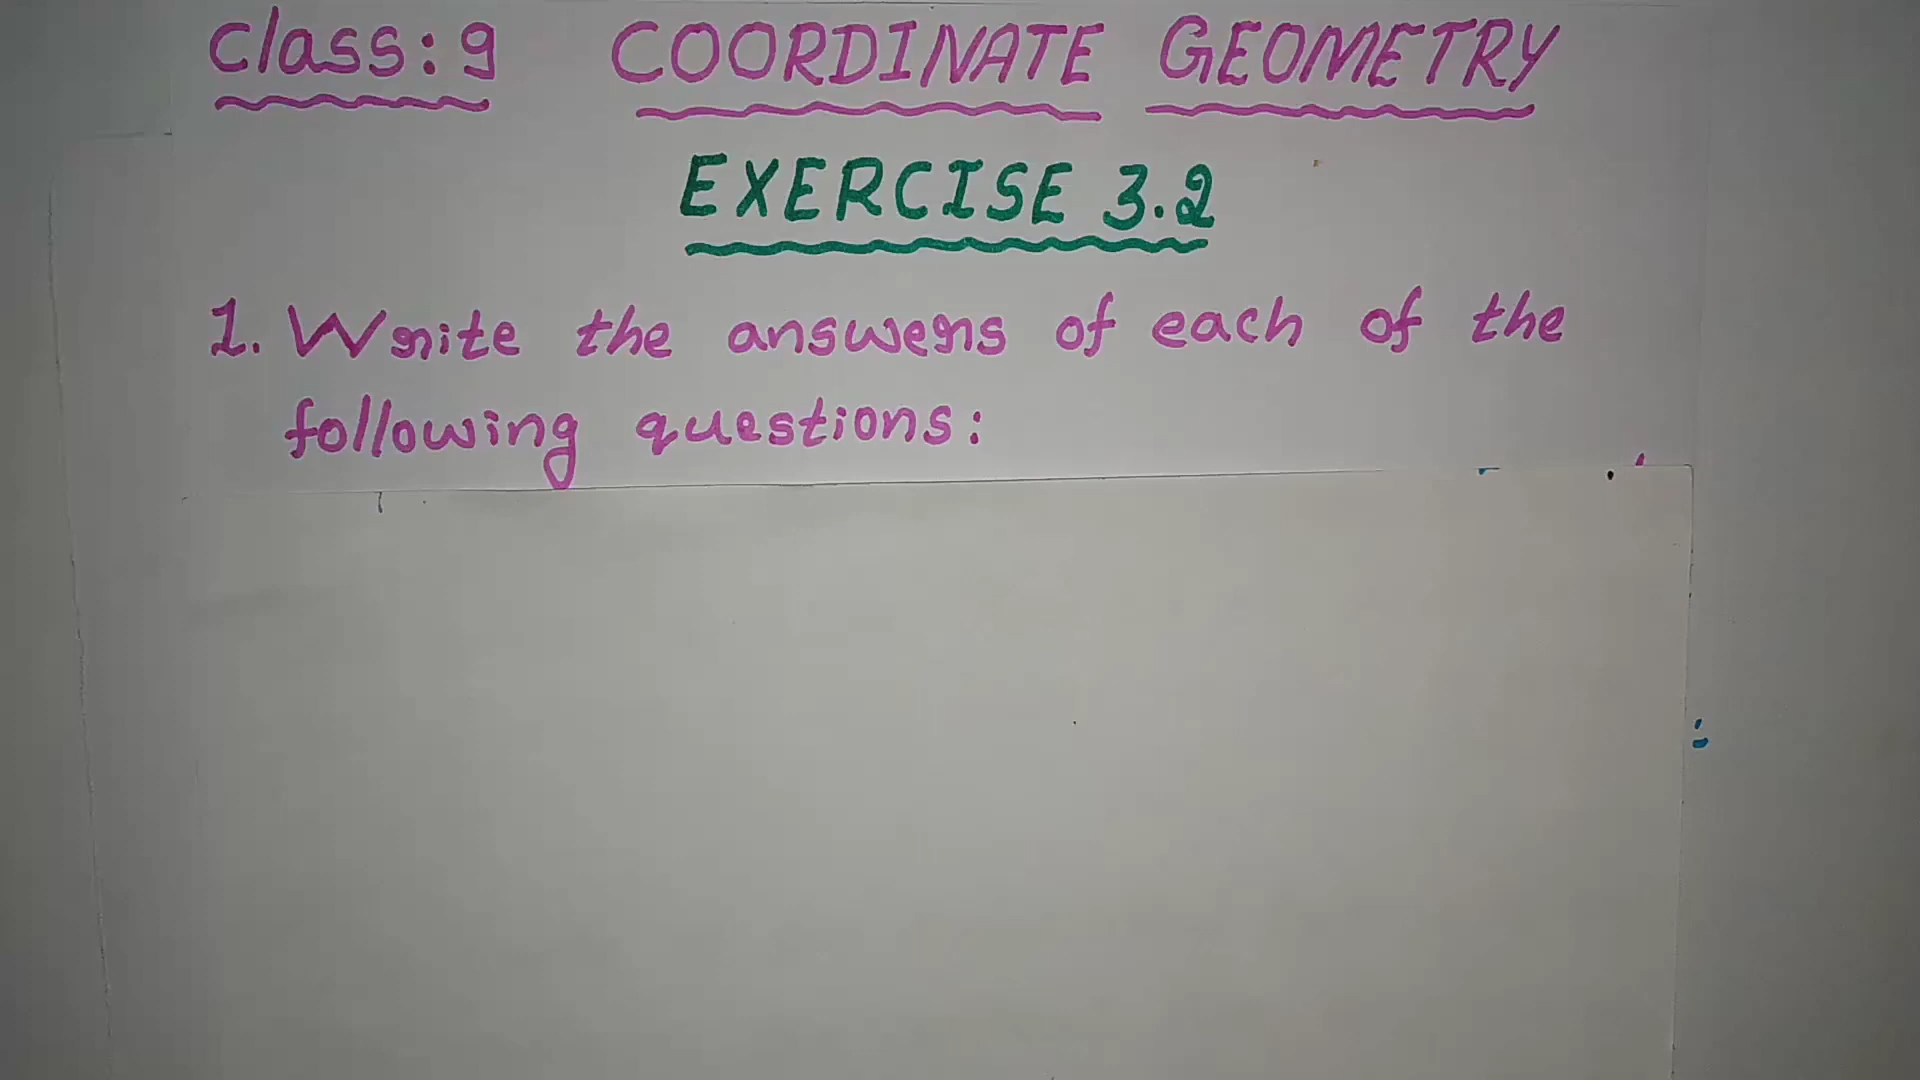 Class: 9 COORDINATE GEOMETRY
EXERCISE 3.2
1. Write the answers of each of the
following questions: